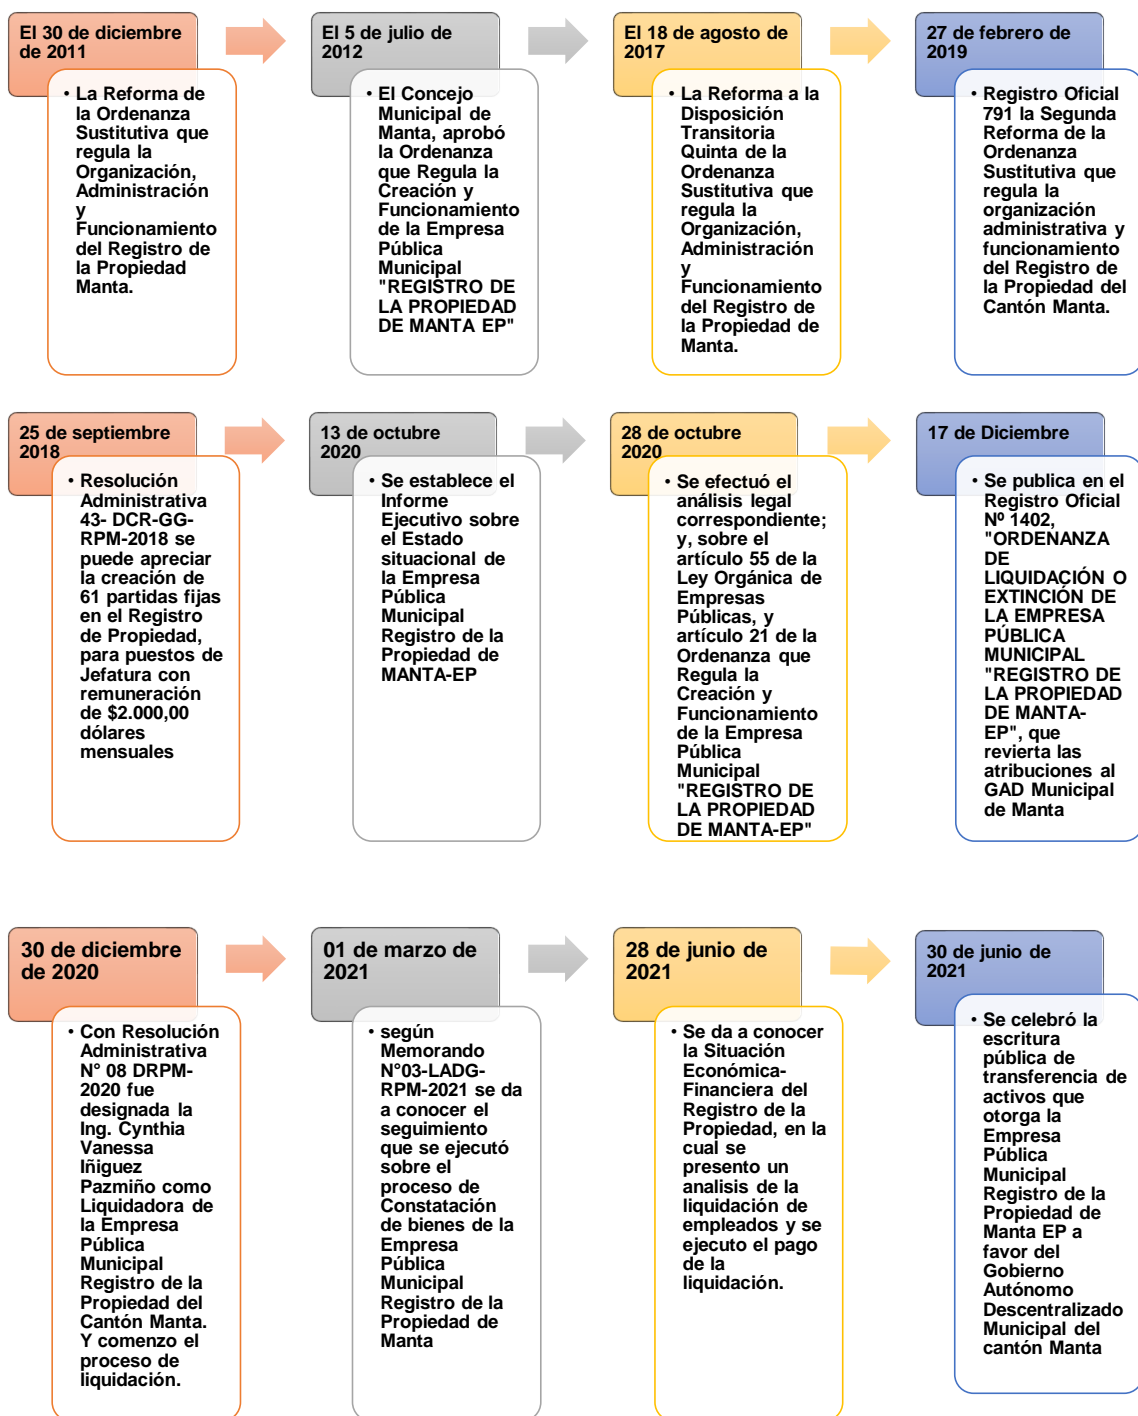 El 30 de diciembre
de 2011
• La Reforma de
la Ordenanza
Sustitutiva que
regula la
Organización,
Administración
y
Funcionamiento
del Registro de
la Propiedad
Manta.
El 5 de julio de
2012
• El Concejo
Municipal de
Manta, aprobó
la Ordenanza
que Regula la
Creación y
Funcionamiento
de la Empresa
Pública
Municipal
"REGISTRO DE
LA PROPIEDAD
DE MANTA EP"
El 18 de agosto de
2017
• La Reforma a la
Disposición
Transitoria
Quinta de la
Ordenanza
Sustitutiva que
regula la
Organización,
Administración
y
Funcionamiento
del Registro de
la Propiedad de
Manta.
27 de febrero de
2019
• Registro Oficial
791 la Segunda
Reforma de la
Ordenanza
Sustitutiva que
regula la
organización
administrativa y
funcionamiento
del Registro de
la Propiedad del
Cantón Manta.
25 de septiembre
2018
• Resolución
Administrativa
43- DCR-GG-
RPM-2018 se
puede apreciar
la creación de
61 partidas fijas
en el Registro
de Propiedad,
para puestos de
Jefatura con
remuneración
de $2.000,00
dólares
mensuales
13 de octubre
2020
• Se establece el
Informe
Ejecutivo sobre
el Estado
situacional de
la Empresa
Pública
Municipal
Registro de la
Propiedad de
MANTA-EP
28 de octubre
2020
• Se efectuó el
análisis legal
correspondiente;
y, sobre el
artículo 55 de la
Ley Orgánica de
Empresas
Públicas, y
artículo 21 de la
Ordenanza que
Regula la
Creación y
Funcionamiento
de la Empresa
Pública
Municipal
"REGISTRO DE
LA PROPIEDAD
DE MANTA-EP"
17 de Diciembre
• Se publica en el
Registro Oficial
Nº 1402,
"ORDENANZA
DE
LIQUIDACIÓN O
EXTINCIÓN DE
LA EMPRESA
PÚBLICA
MUNICIPAL
"REGISTRO DE
LA PROPIEDAD
DE MANTA-
EP", que
revierta las
atribuciones al
GAD Municipal
de Manta
30 de diciembre
de 2020
• Con Resolución
Administrativa
N° 08 DRPM-
2020 fue
designada la
Ing. Cynthia
Vanessa
Iñiguez
Pazmiño como
Liquidadora de
la Empresa
Pública
Municipal
Registro de la
Propiedad del
Cantón Manta.
Y comenzo el
proceso de
liquidación.
01 de marzo de
2021
• según
Memorando
N°03-LADG-
RPM-2021 se da
a conocer el
seguimiento
que se ejecutó
sobre el
proceso de
Constatación
de bienes de la
Empresa
Pública
Municipal
Registro de la
Propiedad de
Manta
28 de junio de
2021
• Se da a conocer
la Situación
Económica-
Financiera del
Registro de la
Propiedad, en la
cual se
presento un
analisis de la
liquidación de
empleados y se
ejecuto el pago
de la
liquidación.
30 de junio de
2021
• Se celebró la
escritura
pública de
transferencia de
activos que
otorga la
Empresa
Pública
Municipal
Registro de la
Propiedad de
Manta EP a
favor del
Gobierno
Autónomo
Descentralizado
Municipal del
cantón Manta